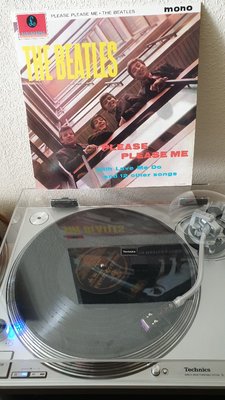 PLEASE PLEASE ME • THE BEATLES
mono
THE BEATLES
PLEASE
PLEASE ME
with Love Me Do
and 12 other songs
Technics
Technics